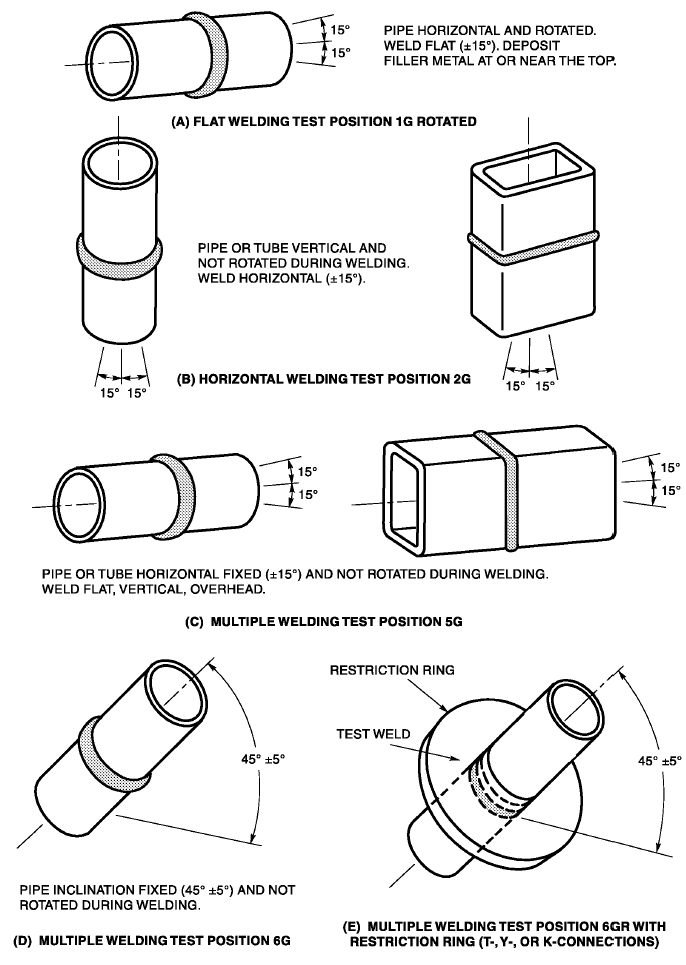 15°
15°
PIPE HORIZONTAL AND ROTATED.
WELD FLAT (±15°). DEPOSIT
FILLER METAL AT OR NEAR THE TOP.
(A) FLAT WELDING TEST POSITION 1G ROTATED
PIPE OR TUBE VERTICAL AND
NOT ROTATED DURING WELDING.
WELD HORIZONTAL (±15°).
15° 15°
15° 15°
(B) HORIZONTAL WELDING TEST POSITION 2G
15°
15°
15°
15°
PIPE OR TUBE HORIZONTAL FIXED (±15°) AND NOT ROTATED DURING WELDING.
WELD FLAT, VERTICAL, OVERHEAD.
(C) MULTIPLE WELDING TEST POSITION 5G
45° ±5°
PIPE INCLINATION FIXED (45° ±5°) AND NOT
ROTATED DURING WELDING.
(D) MULTIPLE WELDING TEST POSITION 6G
RESTRICTION RING
TEST WELD
45° ±5°
(E) MULTIPLE WELDING TEST POSITION 6GR WITH
RESTRICTION RING (T-, Y-, OR K-CONNECTIONS)